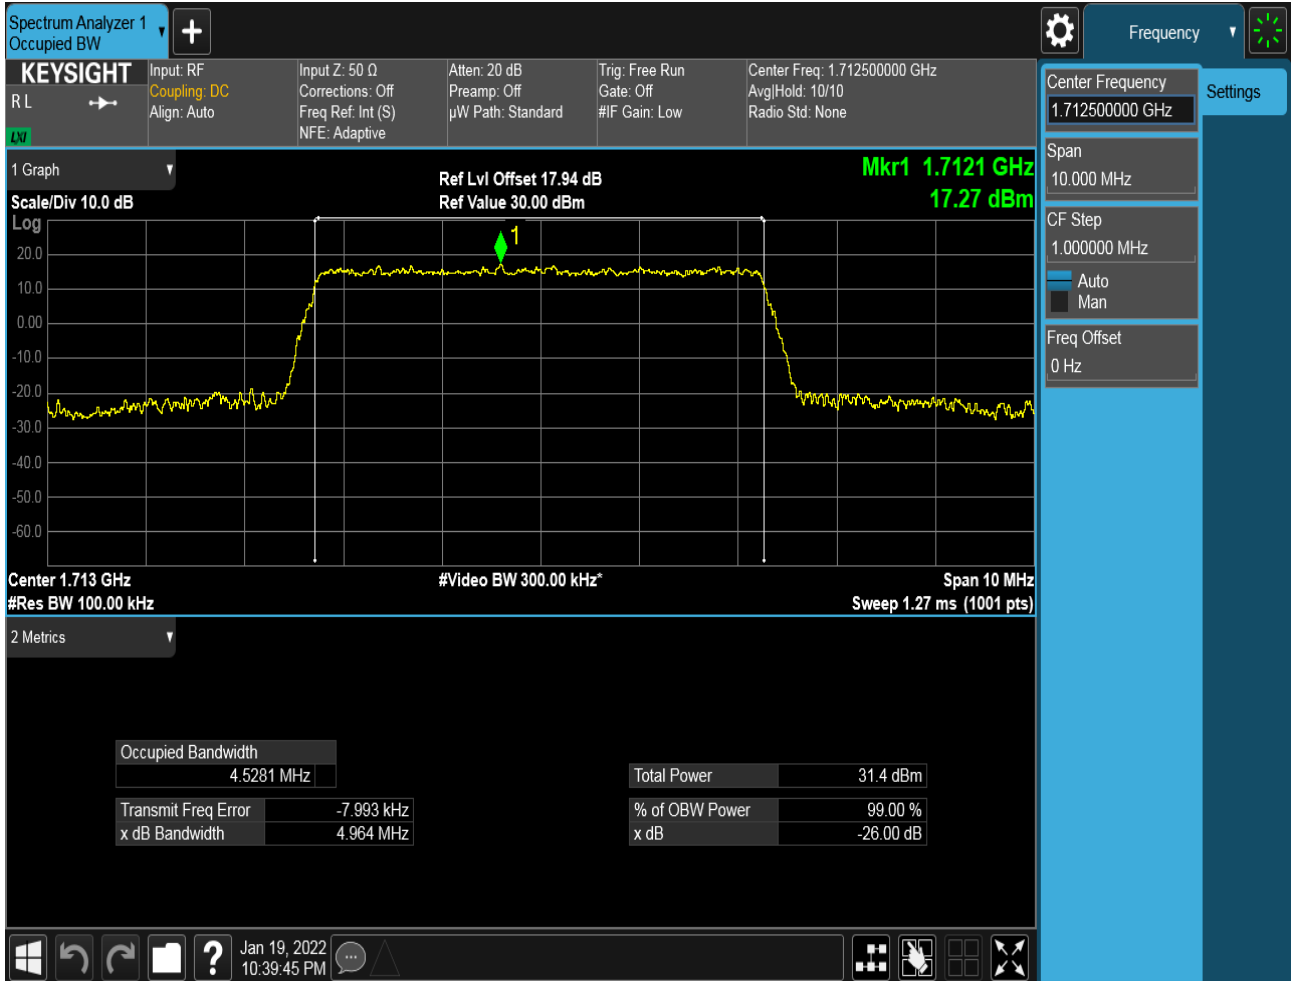 Spectrum Analyzer 1
Occupied BW
Frequency
KEYSIGHT
R L
LXI
Input: RF
Coupling: DC
Align: Auto
Input Z: 50 Ω
Corrections: Off
Freq Ref: Int (S)
NFE: Adaptive
Atten: 20 dB
Preamp: Off
µW Path: Standard
Trig: Free Run
Gate: Off
#IF Gain: Low
Center Freq: 1.712500000 GHz
Avg|Hold: 10/10
Radio Std: None
Center Frequency
1.712500000 GHz
Settings
Span
10.000 MHz
CF Step
1.000000 MHz
Auto
Man
Freq Offset
0 Hz
1 Graph
Scale/Div 10.0 dB
Ref Lvl Offset 17.94 dB
Ref Value 30.00 dBm
Mkr1 1.7121 GHz
17.27 dBm
Log
1
20.0
10.0
0.00
-10.0
-20.0
-30.0
-40.0
-50.0
-60.0
Center 1.713 GHz
#Res BW 100.00 kHz
#Video BW 300.00 kHz*
Span 10 MHz
Sweep 1.27 ms (1001 pts)
2 Metrics
Occupied Bandwidth
4.5281 MHz
Transmit Freq Error -7.993 kHz
x dB Bandwidth 4.964 MHz
Total Power 31.4 dBm
% of OBW Power 99.00 %
x dB -26.00 dB
?
Jan 19, 2022
10:39:45 PM